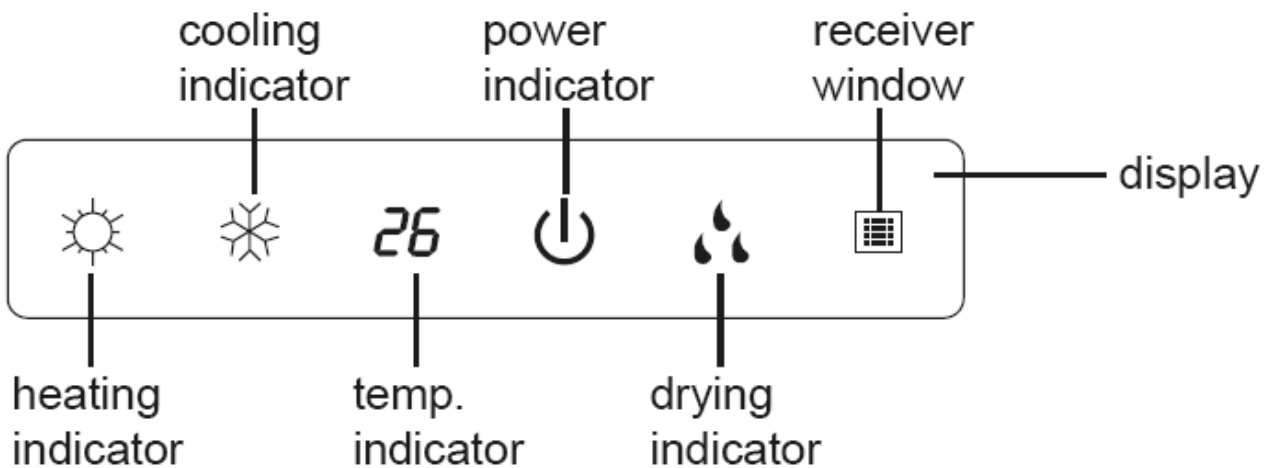 cooling
indicator
power
indicator
receiver
window
display
26
heating
indicator
temp.
indicator
drying
indicator